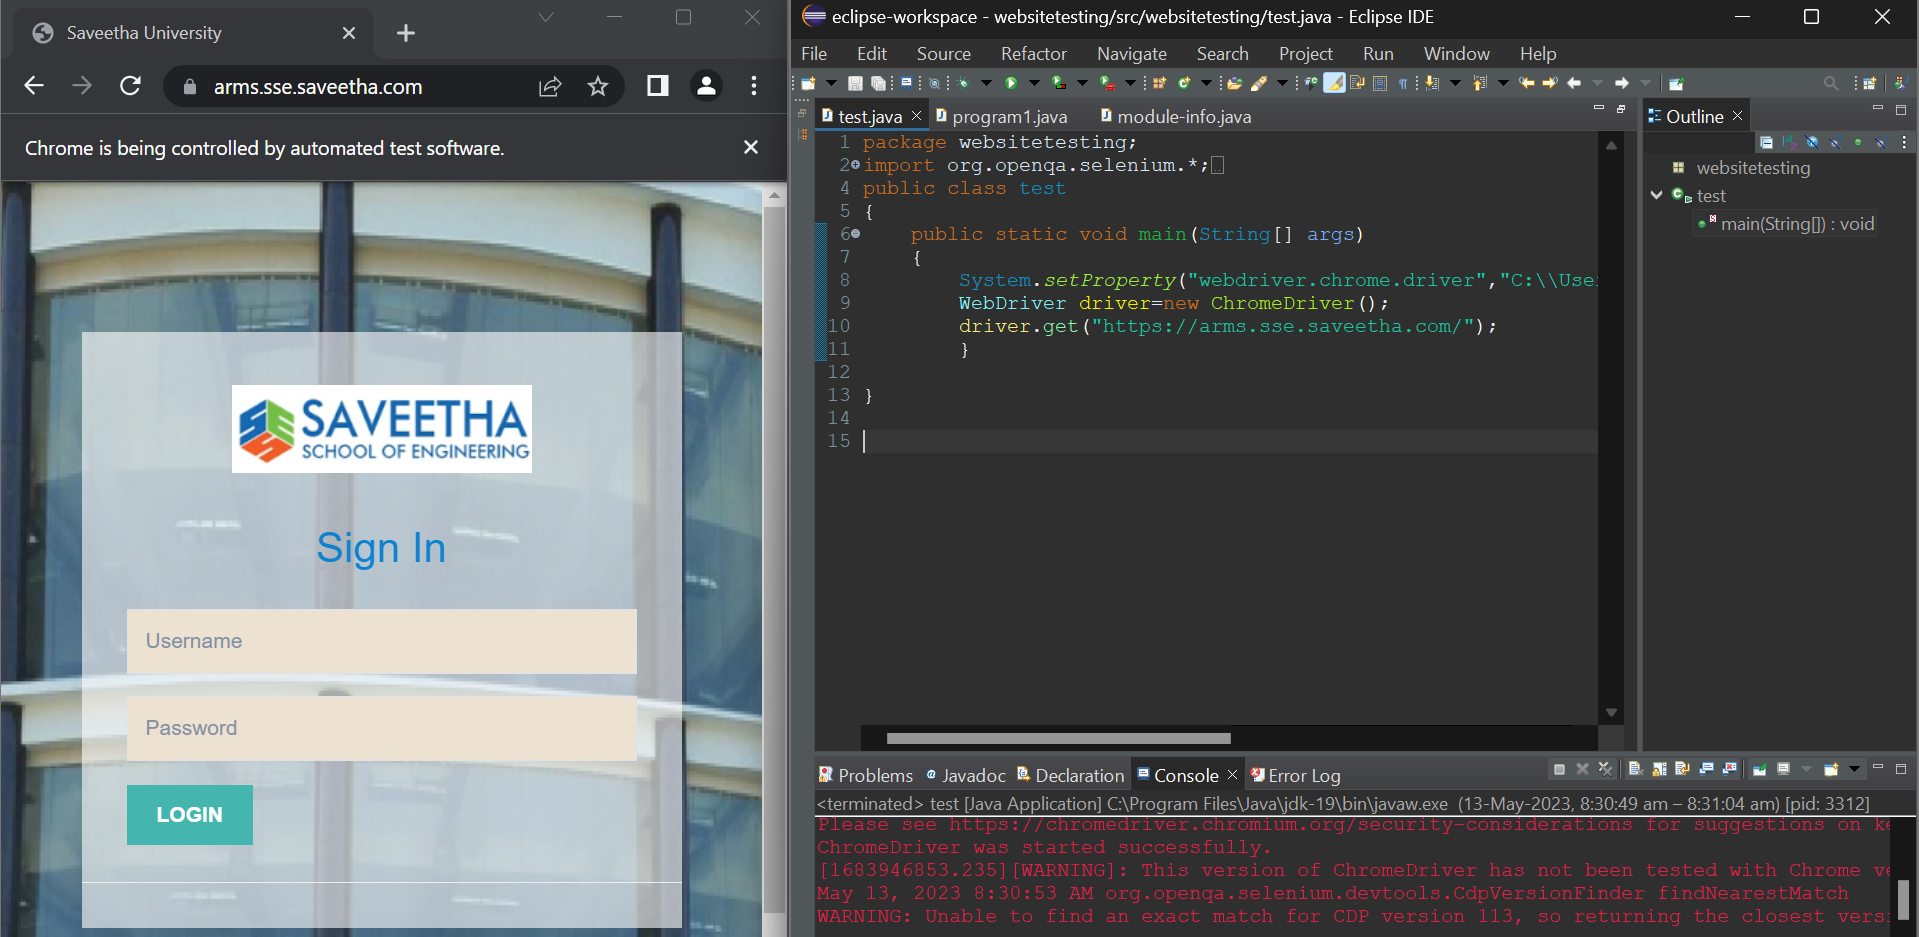 Saveetha University
arms.sse.saveetha.com
Chrome is being controlled by automated test software.
SAVEETHA
SCHOOL OF ENGINEERING
Sign In
Username
Password
LOGIN
eclipse-workspace - websitetesting/src/websitetesting/test.java - Eclipse IDE
File Edit Source Refactor Navigate Search Project Run Window Help
test.java program1.java module-info.java
1 package websitetesting;
2 import org.openqa.selenium.*;
4 public class test
5 {
6 public static void main(String[] args)
7 {
8 System.setProperty("webdriver.chrome.driver","C:\\Use
9 WebDriver driver=new ChromeDriver();
10 driver.get("https://arms.sse.saveetha.com/");
11 }
12
13 }
14
15
Outline
websitetesting
test
main(String[]) : void
Problems Javadoc Declaration Console Error Log
<terminated> test [Java Application] C:\Program Files\Java\jdk-19\bin\javaw.exe (13-May-2023, 8:30:49 am – 8:31:04 am) [pid: 3312]
Please see https://chromedriver.chromium.org/security-considerations for suggestions on ke
ChromeDriver was started successfully.
[1683946853.235][WARNING]: This version of ChromeDriver has not been tested with Chrome ve
May 13, 2023 8:30:53 AM org.openqa.selenium.devtools.CdpVersionFinder findNearestMatch
WARNING: Unable to find an exact match for CDP version 113, so returning the closest vers